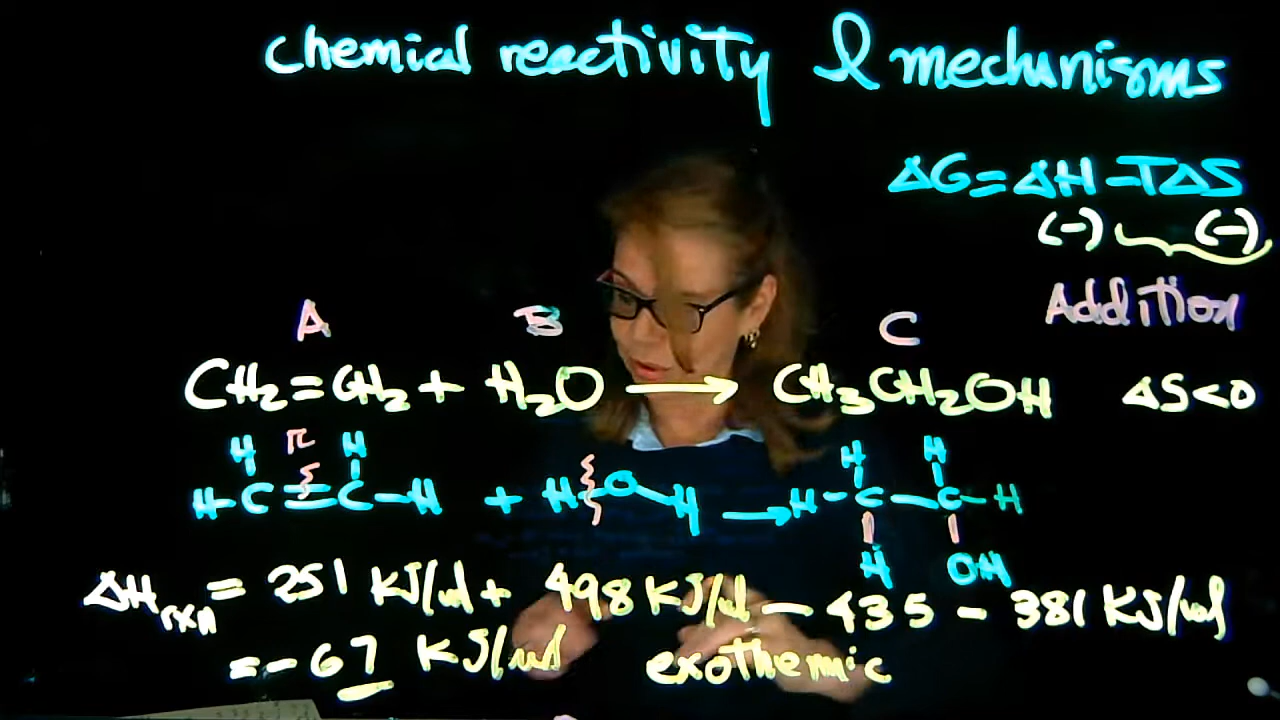 chemical reactivity & mechanisms
ΔG=ΔH-TΔS
(-) (-)
Addition
A B C
CH₂=CH₂+ H₂O → CH₃CH₂OH ΔS<0
H π H H H
H-C=C-H + H-O-H → H-C-C-H
H OH
ΔHrxn = 251 KJ/mol + 498 KJ/mol - 435 - 381 KJ/mol
= -67 KJ/mol exothemic